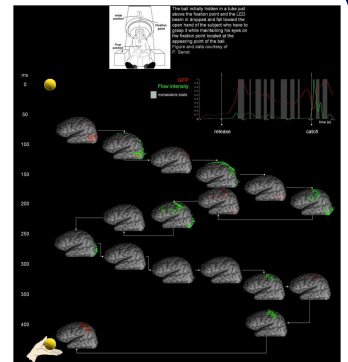 The ball initially hidden in a tube just
above the fixation point and the LED
beam in dropped and fall toward the
open hand of the subject who have to
grasp it while maintaining his eyes on
the fixation point located at the
appearing point of the ball.
Figure and data courtesy of
P. Senot
Initial
position
Fixation
point
Final
position
ms
0
GFP
Flow intensity
metastable state
time (s)
release
catch
50
100
150
200
250
300
350
400